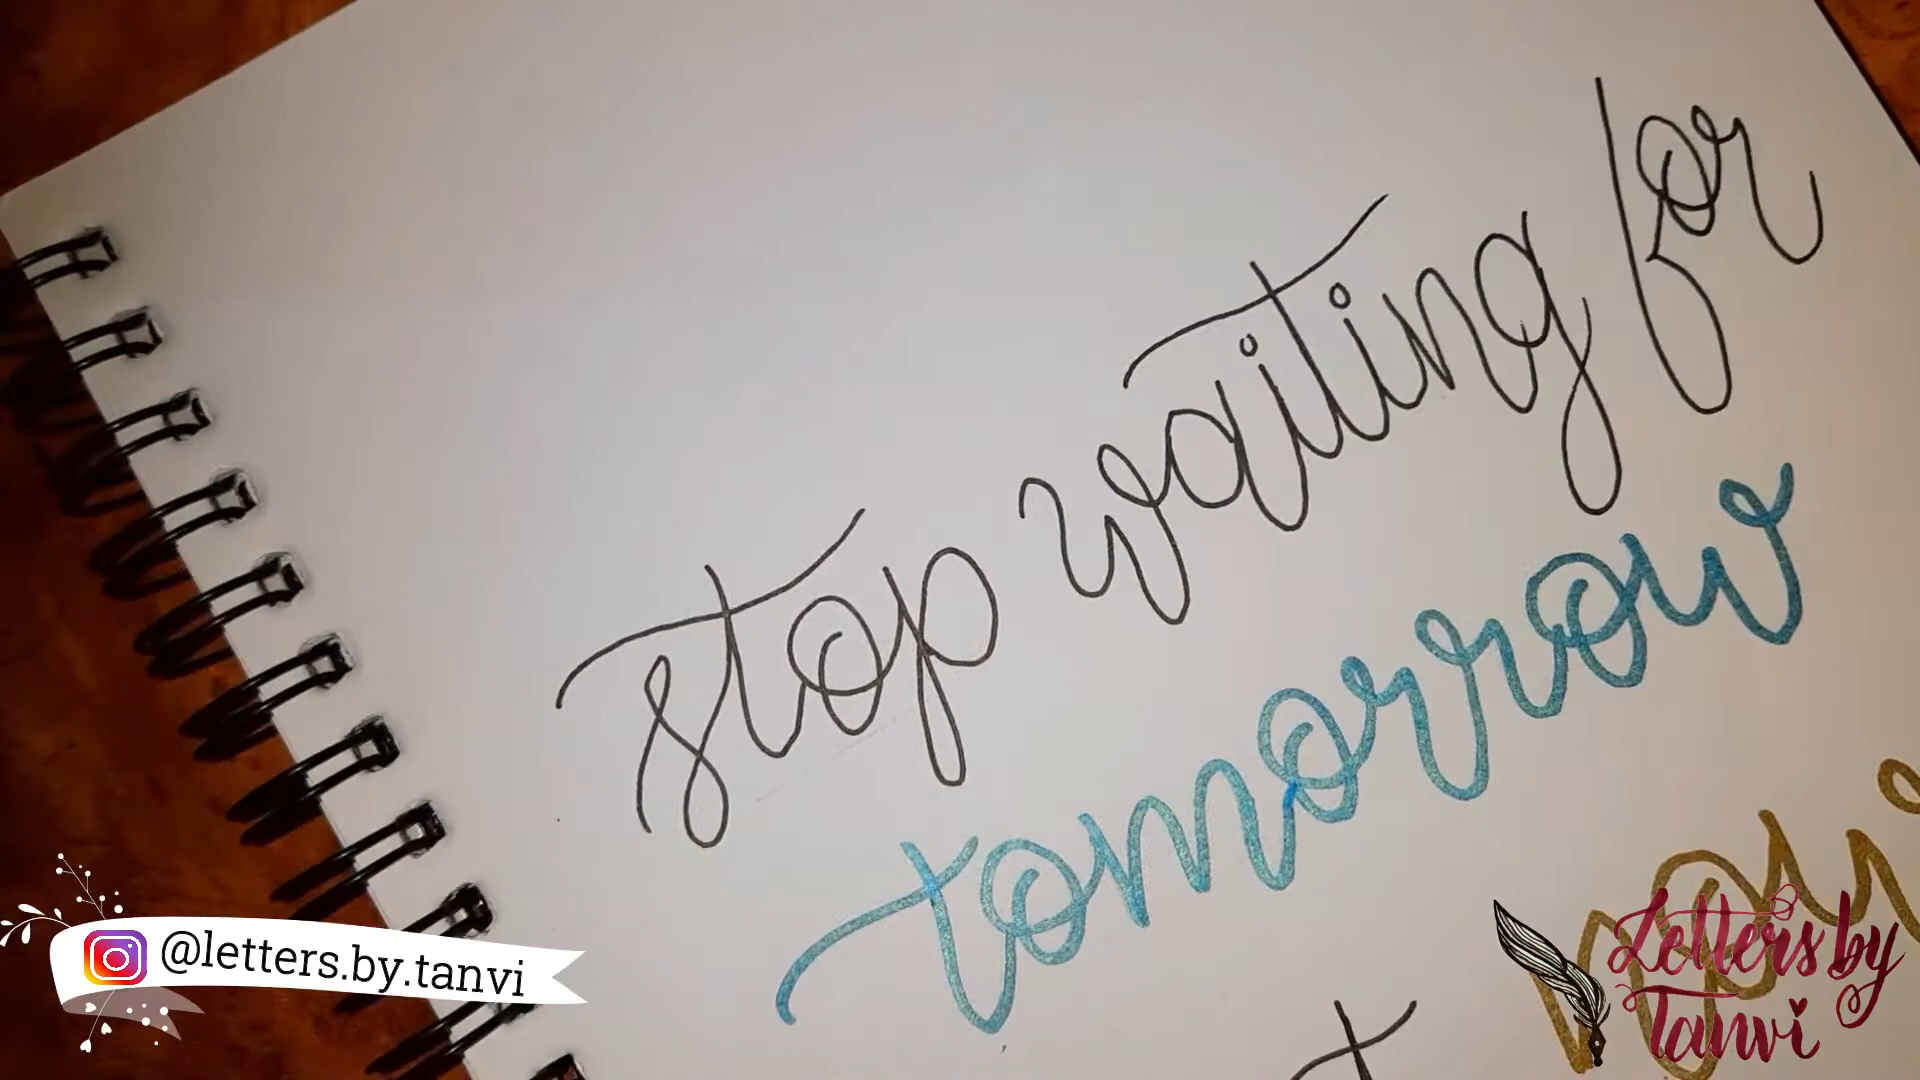 stop waiting for
tomorrow
@letters.by.tanvi
Letters by
Tanvi